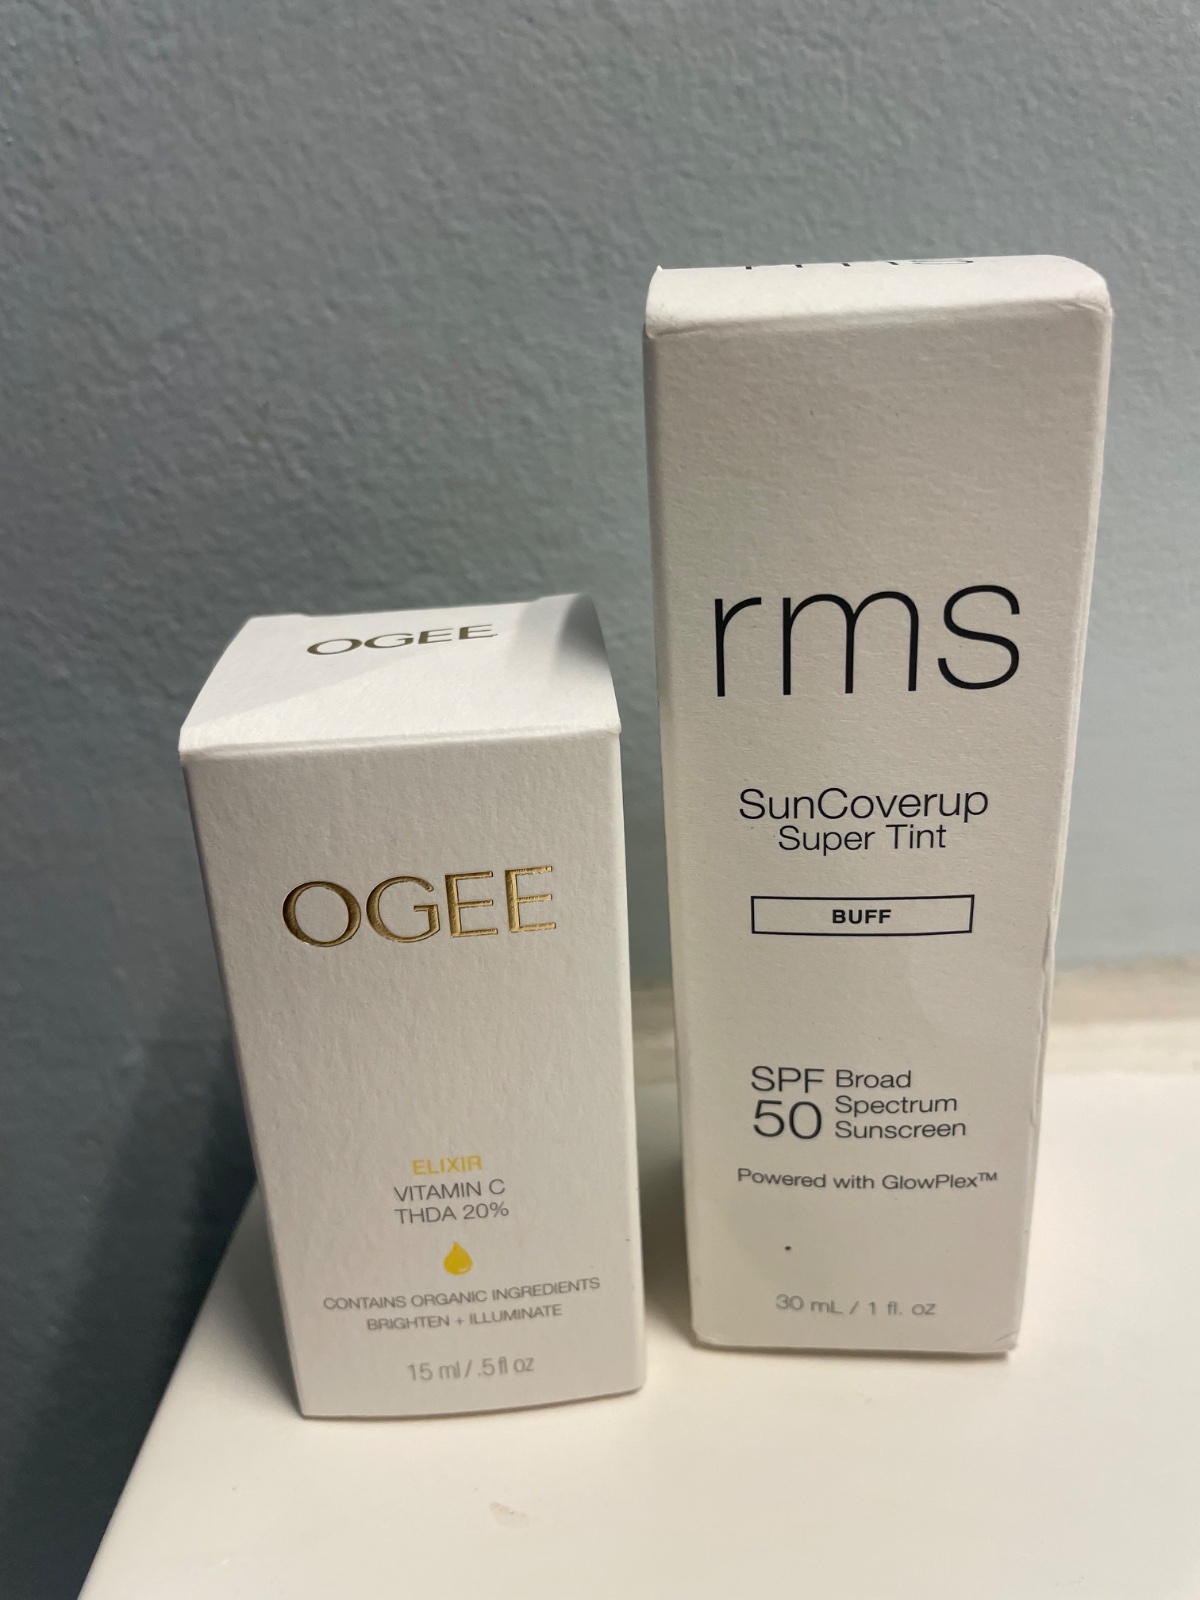 OGEE
OGEE
ELIXIR
VITAMIN C
THDA 20%
CONTAINS ORGANIC INGREDIENTS
BRIGHTEN + ILLUMINATE
15 ml / .5 fl oz
rms
rms
SunCoverup
Super Tint
BUFF
SPF 50
Broad
Spectrum
Sunscreen
Powered with GlowPlex™
30 mL / 1 fl. oz